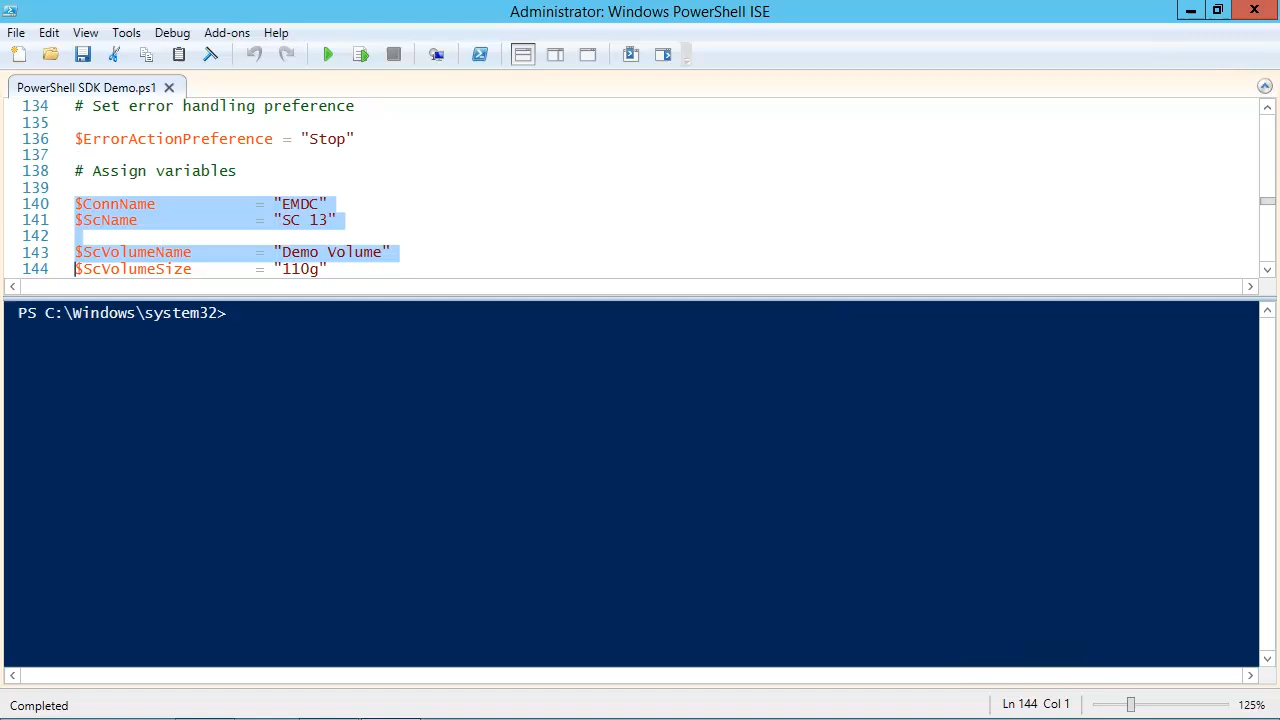 Administrator: Windows PowerShell ISE
File Edit View Tools Debug Add-ons Help
PowerShell SDK Demo.ps1
134 # Set error handling preference
135
136 $ErrorActionPreference = "Stop"
137
138 # Assign variables
139
140 $ConnName = "EMDC"
141 $ScName = "SC 13"
142
143 $ScVolumeName = "Demo Volume"
144 $ScVolumeSize = "110g"
PS C:\Windows\system32>
Completed Ln 144 Col 1 125%